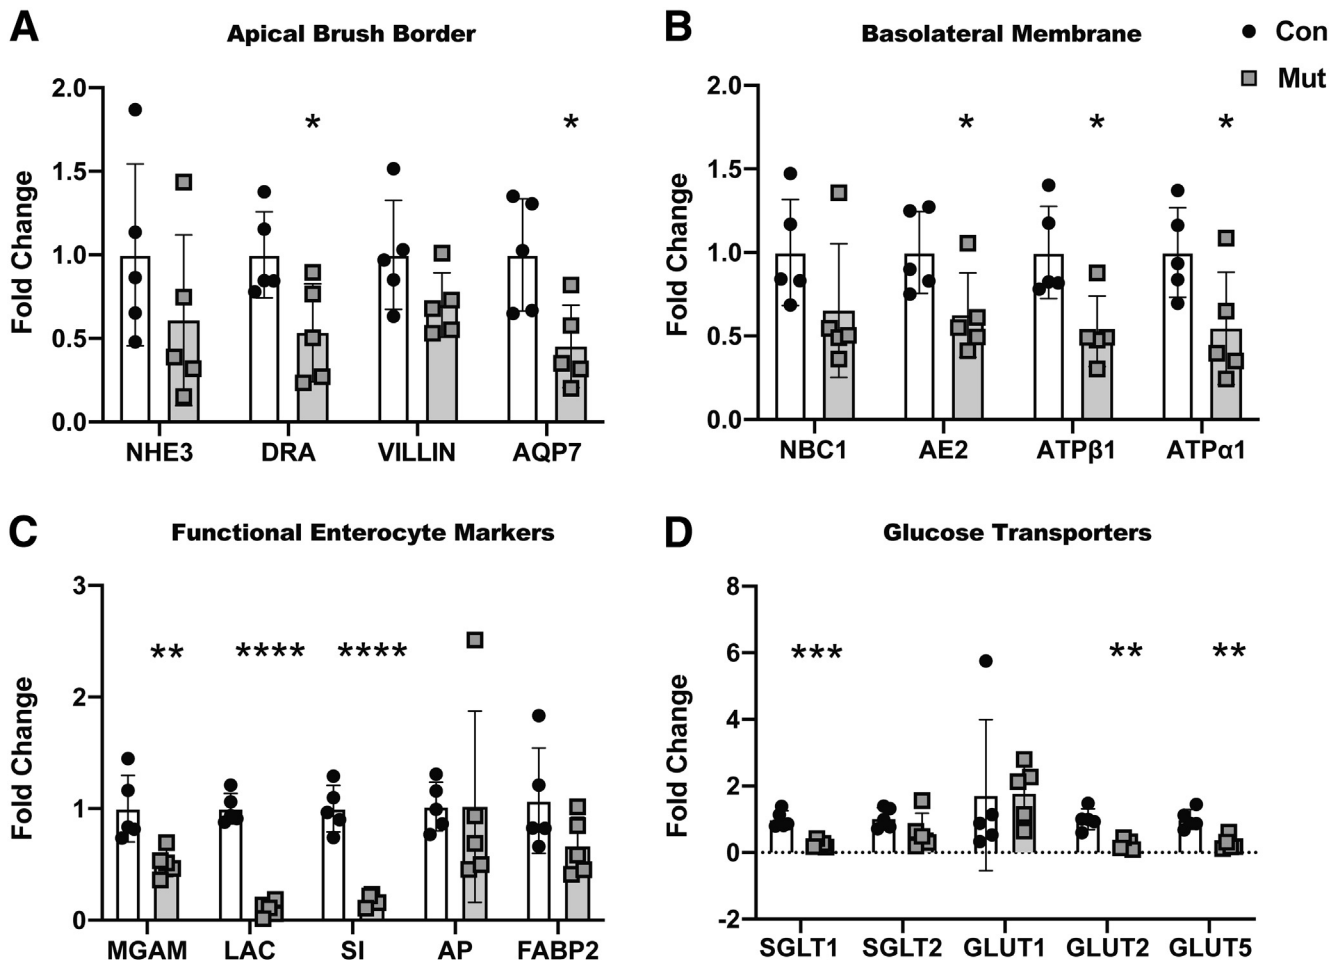 A
Apical Brush Border
Fold Change
2.0
1.5
1.0
0.5
0.0
*
*
NHE3 DRA VILLIN AQP7
B
Basolateral Membrane
Con
Mut
Fold Change
2.0
1.5
1.0
0.5
0.0
*
*
*
NBC1 AE2 ATPβ1 ATPα1
C
Functional Enterocyte Markers
Fold Change
3
2
1
0
**
****
****
MGAM LAC SI AP FABP2
D
Glucose Transporters
Fold Change
8
6
4
2
0
-2
***
**
**
SGLT1 SGLT2 GLUT1 GLUT2 GLUT5